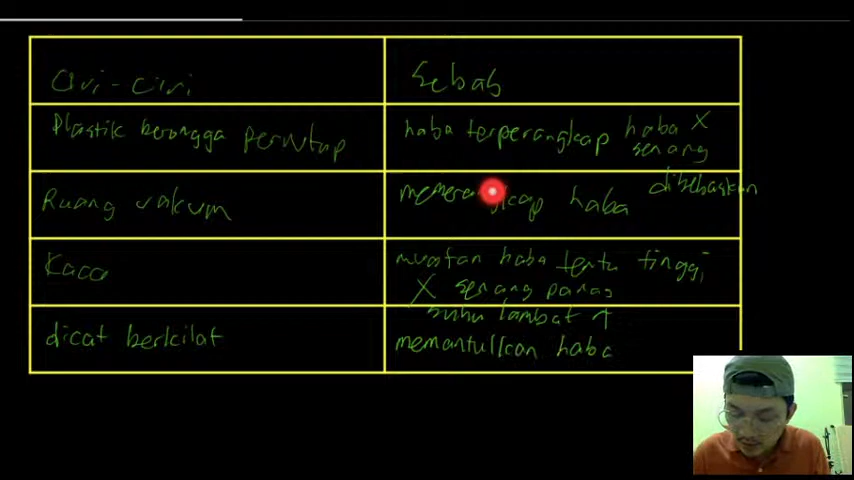 Ciri-ciri
Sebab
Plastik berongga penutup
haba terperangkap haba X
senang
dibebaskan
Ruang vakum
memerangkap haba
Kaca
muatan haba tentu tinggi,
X senang panas
suhu lambat ↑
dicat berkilat
memantulkan haba